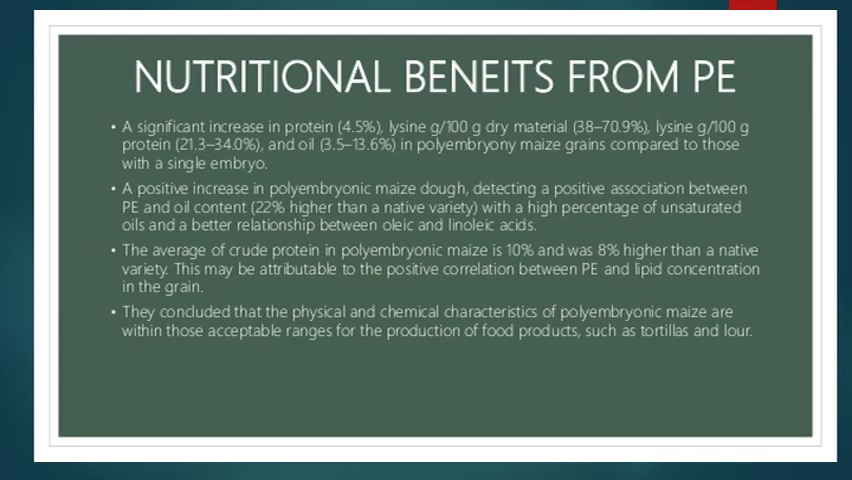 NUTRITIONAL BENEITS FROM PE
• A significant increase in protein (4.5%), lysine g/100 g dry material (38–70.9%), lysine g/100 g
protein (21.3–34.0%), and oil (3.5–13.6%) in polyembryony maize grains compared to those
with a single embryo.
• A positive increase in polyembryonic maize dough, detecting a positive association between
PE and oil content (22% higher than a native variety) with a high percentage of unsaturated
oils and a better relationship between oleic and linoleic acids.
• The average of crude protein in polyembryonic maize is 10% and was 8% higher than a native
variety. This may be attributable to the positive correlation between PE and lipid concentration
in the grain.
• They concluded that the physical and chemical characteristics of polyembryonic maize are
within those acceptable ranges for the production of food products, such as tortillas and lour.